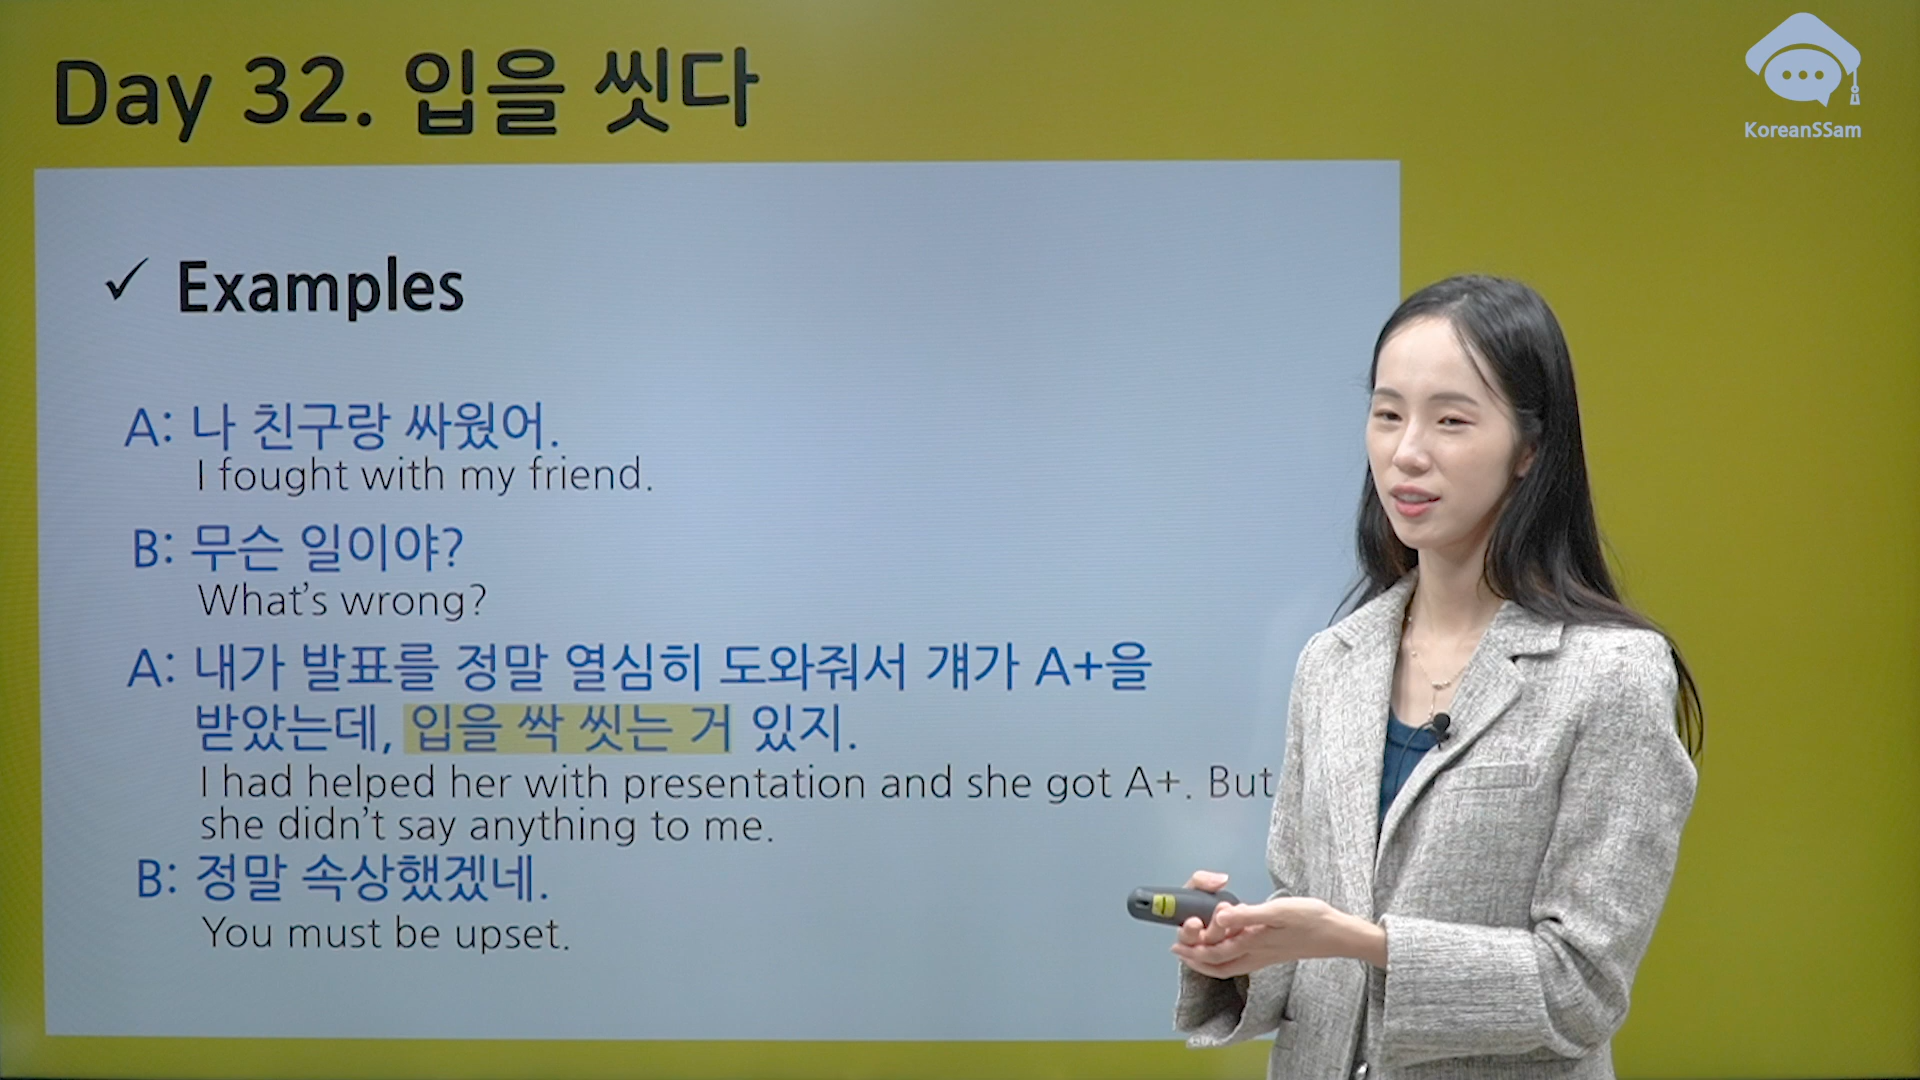 Day 32. 입을 씻다
KoreanSSam
✓ Examples
A: 나 친구랑 싸웠어.
I fought with my friend.
B: 무슨 일이야?
What's wrong?
A: 내가 발표를 정말 열심히 도와줘서 걔가 A+을
받았는데, 입을 싹 씻는 거 있지.
I had helped her with presentation and she got A+. But
she didn't say anything to me.
B: 정말 속상했겠네.
You must be upset.